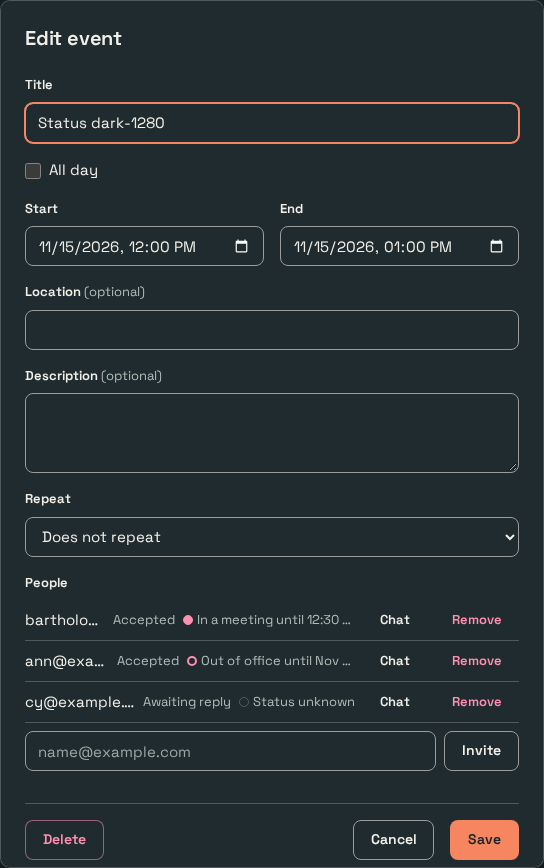 Edit event
Title
Status dark-1280
All day
Start End
11/15/2026, 12:00 PM 11/15/2026, 01:00 PM
Location (optional)
Description (optional)
Repeat
Does not repeat
People
bartholo... Accepted In a meeting until 12:30 ... Chat Remove
ann@exa... Accepted Out of office until Nov ... Chat Remove
cy@example.... Awaiting reply Status unknown Chat Remove
name@example.com Invite
Delete Cancel Save